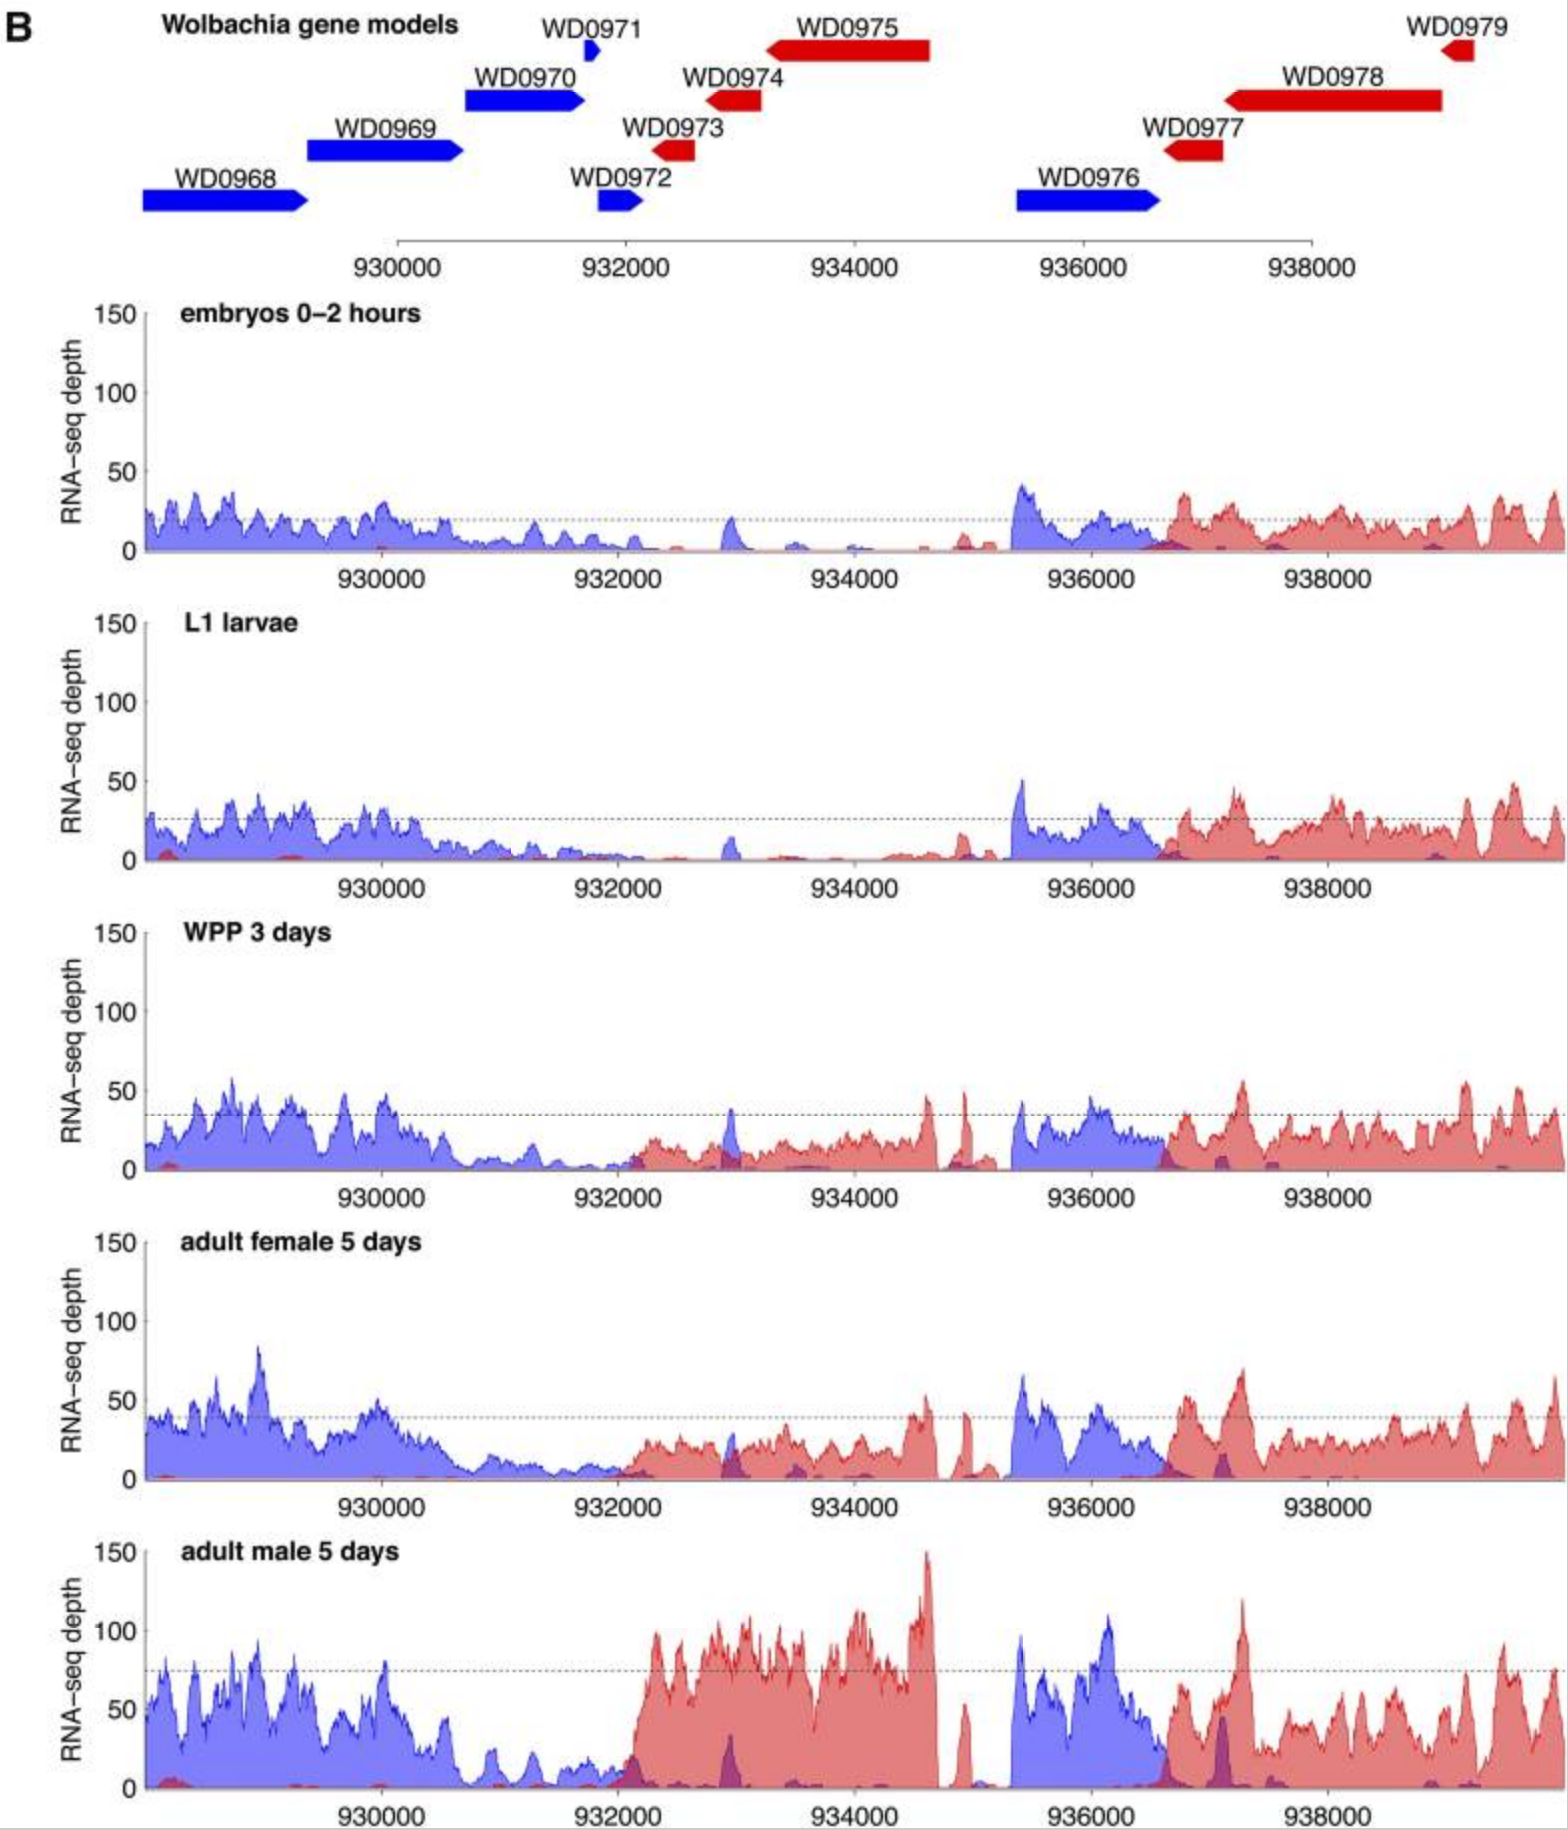 B
Wolbachia gene models
WD0971
WD0975
WD0979
WD0970
WD0974
WD0978
WD0969
WD0973
WD0977
WD0968
WD0972
WD0976
930000 932000 934000 936000 938000
embryos 0–2 hours
RNA–seq depth
150
100
50
0
930000 932000 934000 936000 938000
L1 larvae
RNA–seq depth
150
100
50
0
930000 932000 934000 936000 938000
WPP 3 days
RNA–seq depth
150
100
50
0
930000 932000 934000 936000 938000
adult female 5 days
RNA–seq depth
150
100
50
0
930000 932000 934000 936000 938000
adult male 5 days
RNA–seq depth
150
100
50
0
930000 932000 934000 936000 938000